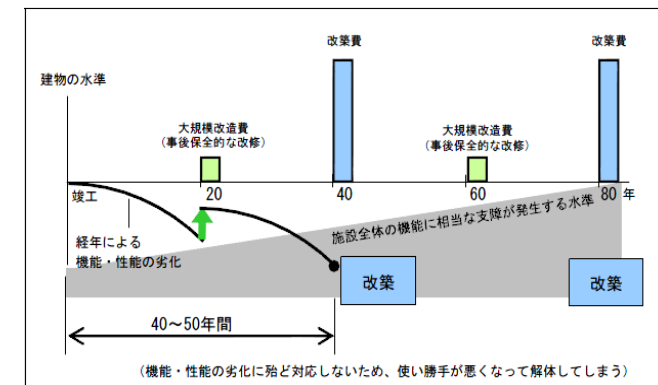 改築費
改築費
建物の水準
大規模改造費
（事後保全的な改修）
大規模改造費
（事後保全的な改修）
竣工
20
40
60
80 年
施設全体の機能に相当な支障が発生する水準
経年による
機能・性能の劣化
改築
改築
40～50年間
（機能・性能の劣化に殆ど対応しないため、使い勝手が悪くなって解体してしまう）